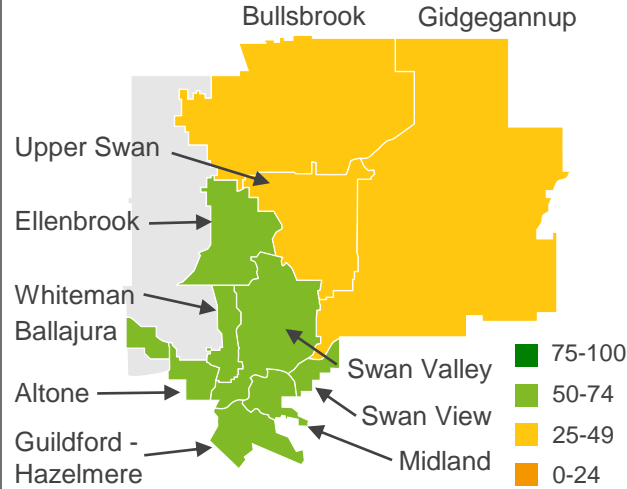 Bullsbrook
Gidgegannup
Upper Swan
Ellenbrook
Whiteman
Ballajura
Altone
Guildford -
Hazelmere
Swan Valley
Swan View
Midland
75-100
50-74
25-49
0-24